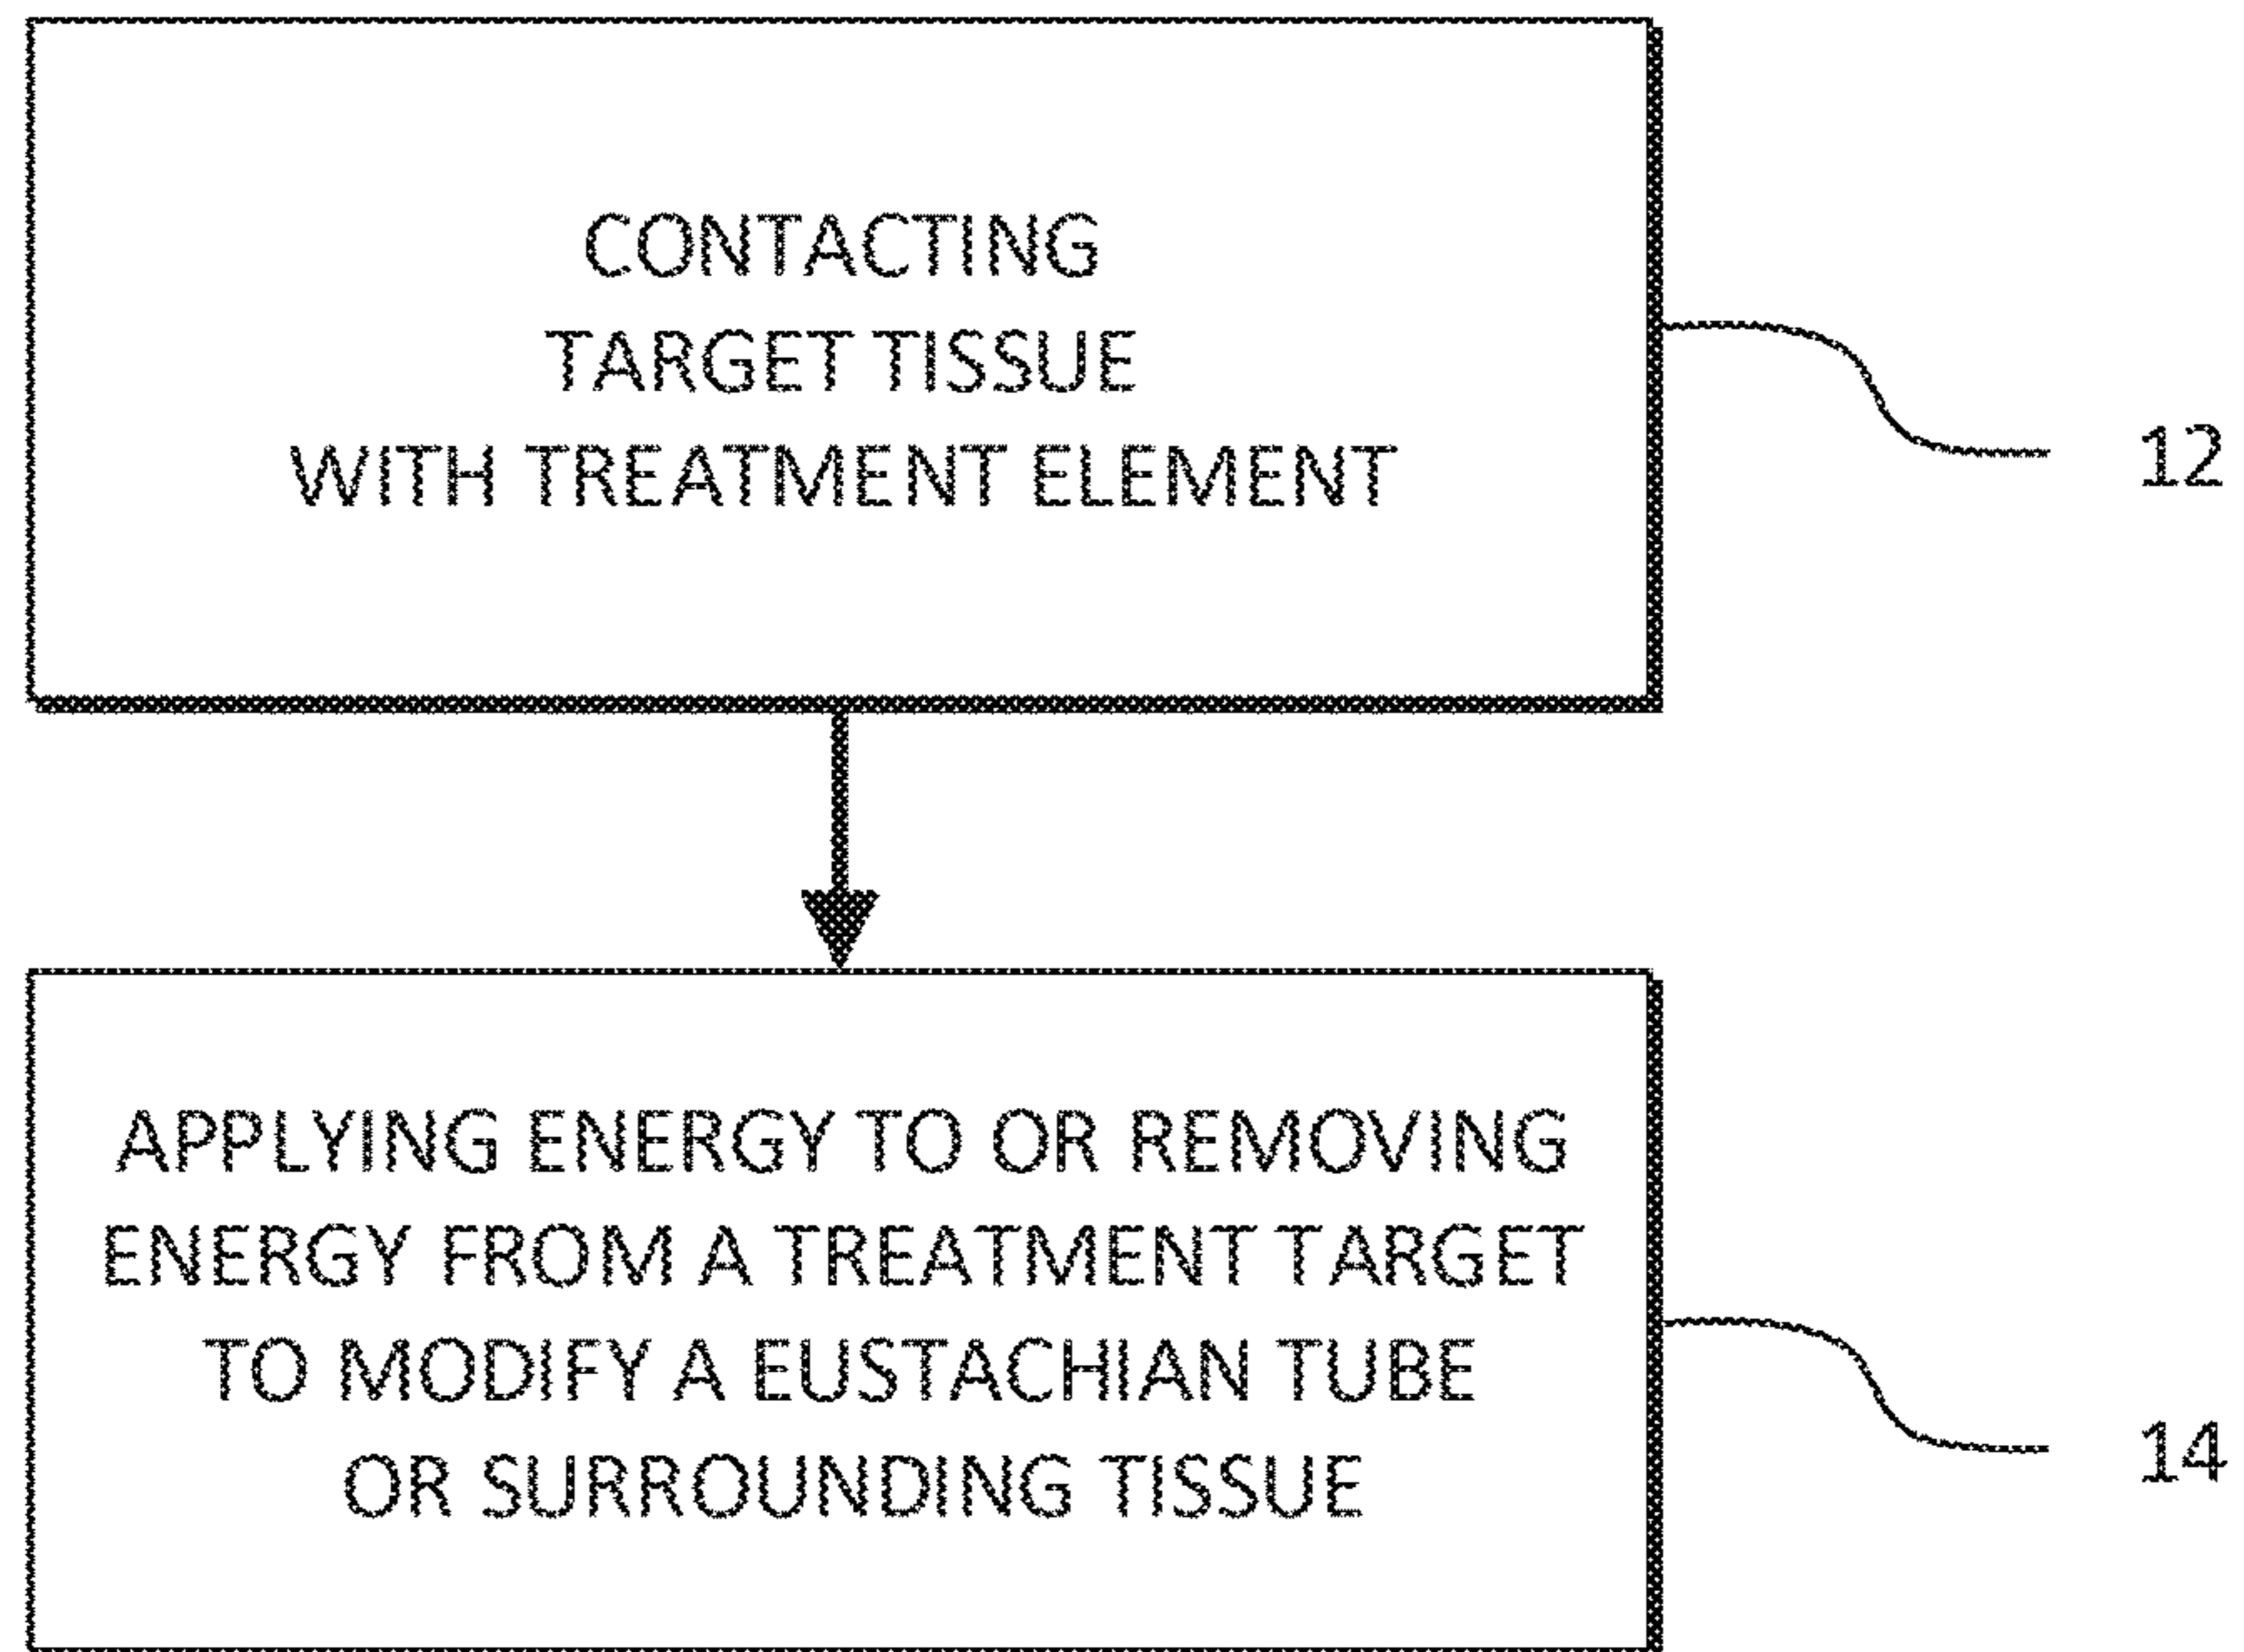 CONTACTING
TARGET TISSUE
WITH TREATMENT ELEMENT
12
APPLYING ENERGY TO OR REMOVING
ENERGY FROM A TREATMENT TARGET
TO MODIFY A EUSTACHIAN TUBE
OR SURROUNDING TISSUE
14